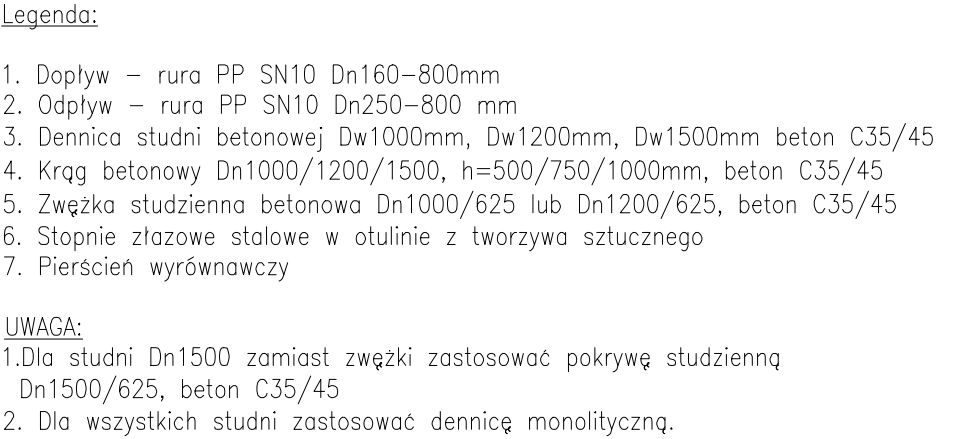 Legenda:
1. Dopływ – rura PP SN10 Dn160–800mm
2. Odpływ – rura PP SN10 Dn250–800 mm
3. Dennica studni betonowej Dw1000mm, Dw1200mm, Dw1500mm beton C35/45
4. Krąg betonowy Dn1000/1200/1500, h=500/750/1000mm, beton C35/45
5. Zwężka studzienna betonowa Dn1000/625 lub Dn1200/625, beton C35/45
6. Stopnie złazowe stalowe w otulinie z tworzywa sztucznego
7. Pierścień wyrównawczy
UWAGA:
1.Dla studni Dn1500 zamiast zwężki zastosować pokrywę studzienną
Dn1500/625, beton C35/45
2. Dla wszystkich studni zastosować dennicę monolityczną.